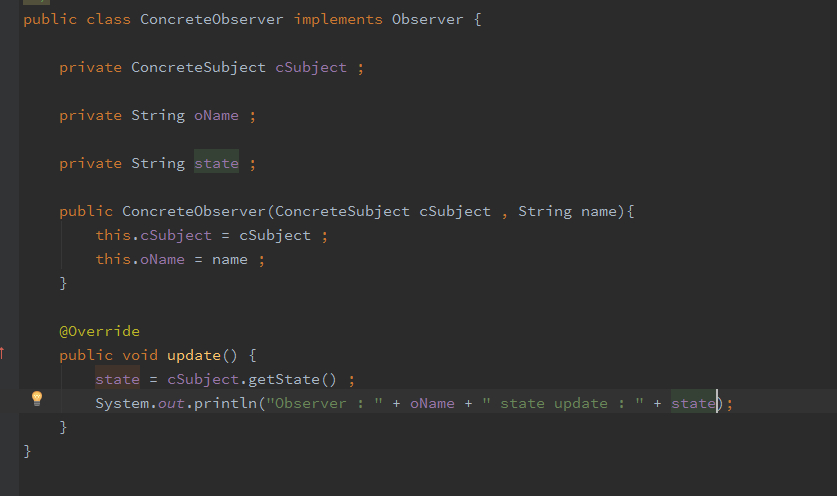 public class ConcreteObserver implements Observer {
private ConcreteSubject cSubject ;
private String oName ;
private String state ;
public ConcreteObserver(ConcreteSubject cSubject , String name){
this.cSubject = cSubject ;
this.oName = name ;
}
@Override
public void update() {
state = cSubject.getState() ;
System.out.println("Observer : " + oName + " state update : " + state);
}
}